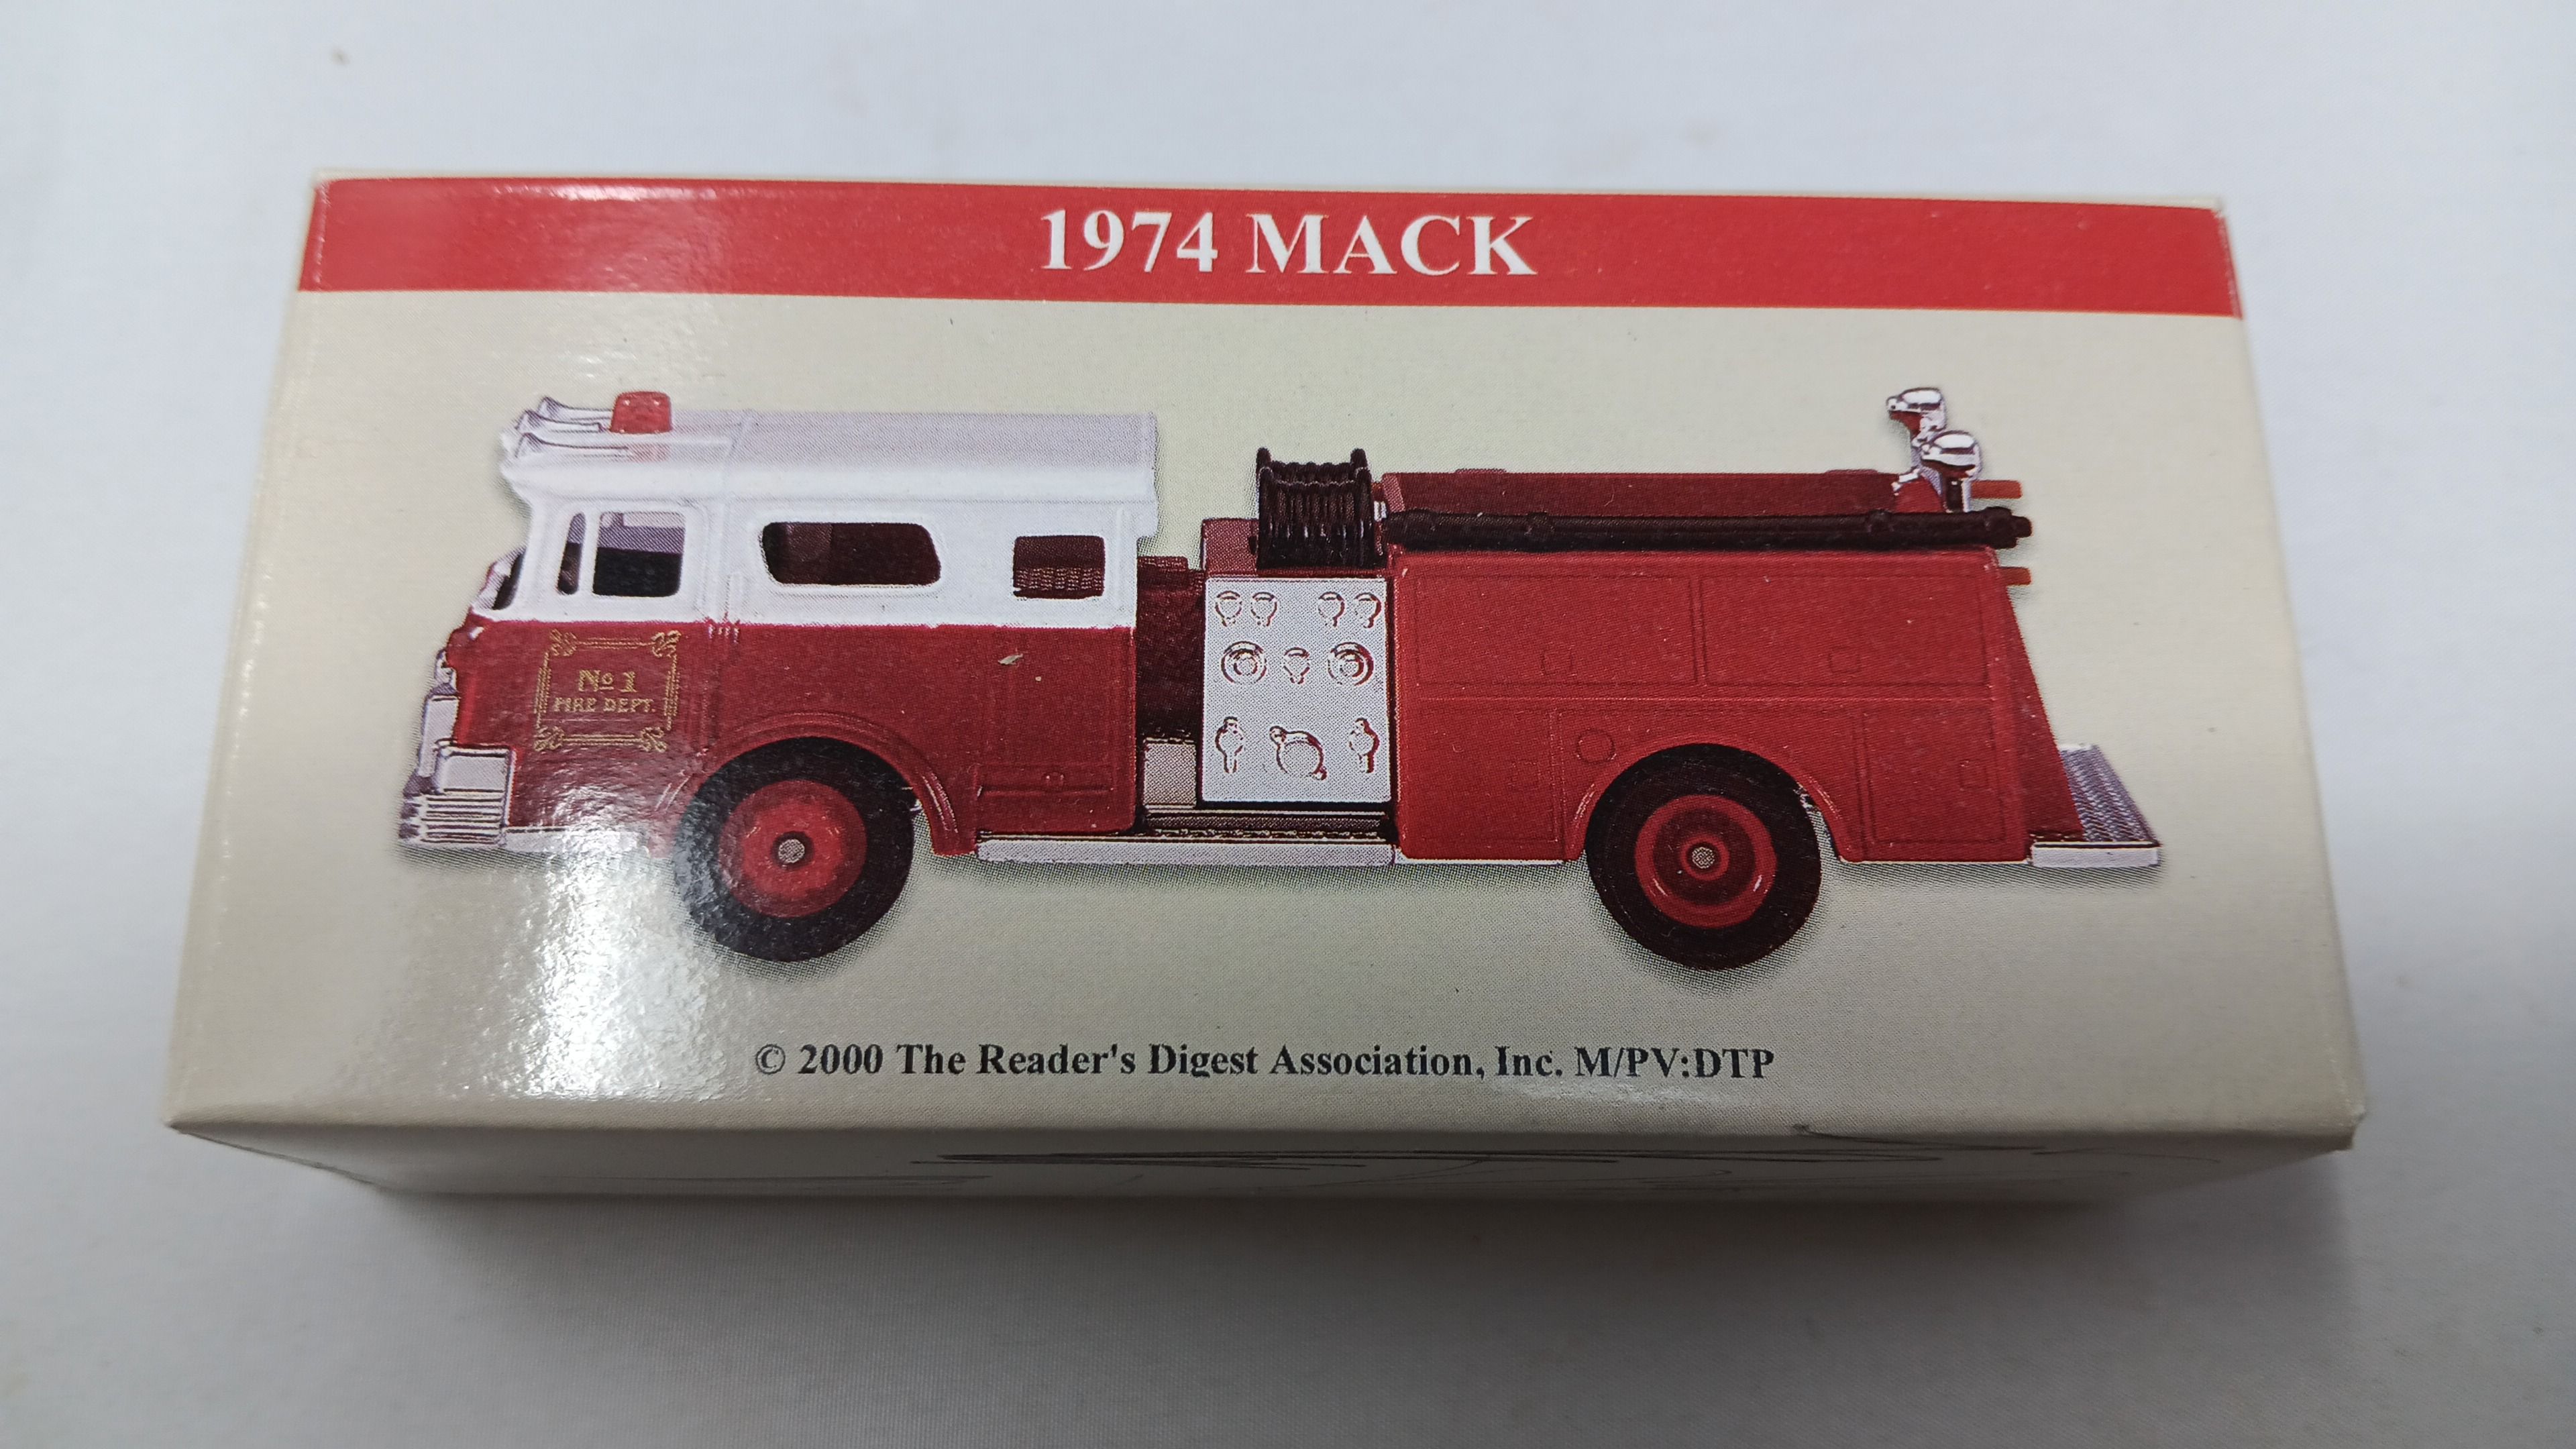 1974 MACK
No 1
FIRE DEPT.
© 2000 The Reader's Digest Association, Inc. M/PV:DTP